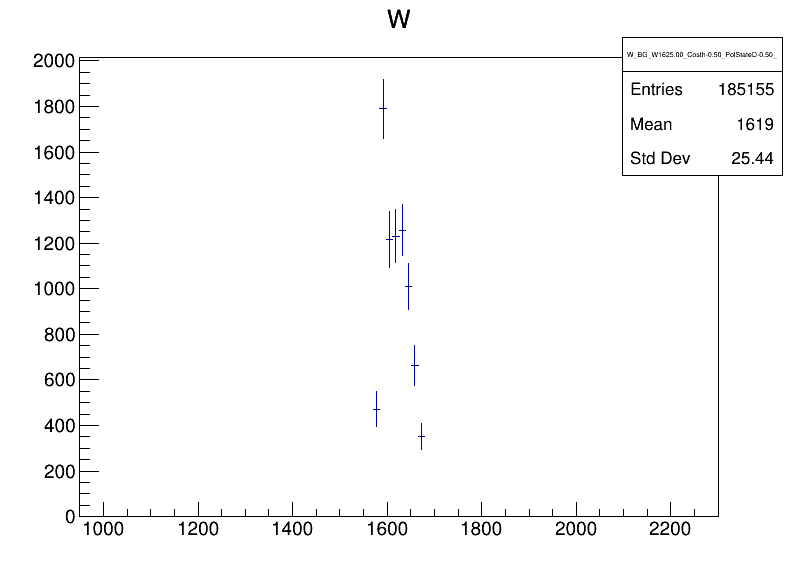 W
W_BG_W1625.00_Costh-0.50_PolStateD-0.50_
Entries 185155
Mean 1619
Std Dev 25.44
2000
1800
1600
1400
1200
1000
800
600
400
200
0
1000 1200 1400 1600 1800 2000 2200